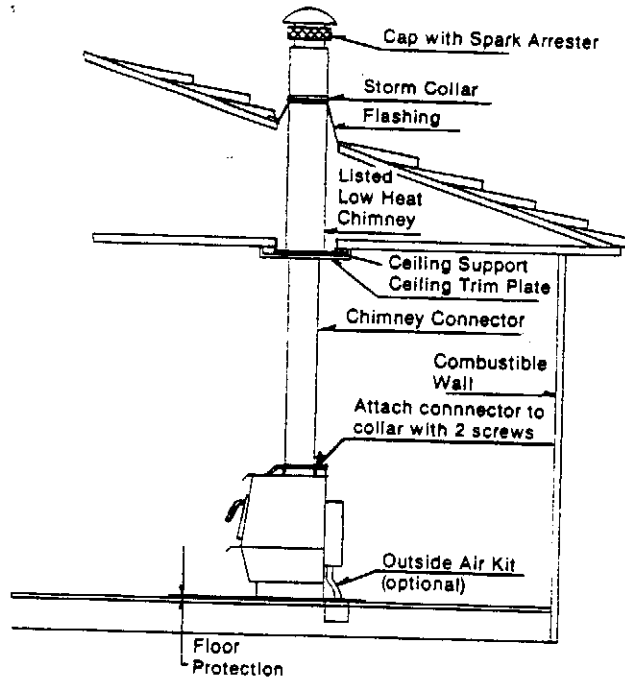 Cap with Spark Arrester
Storm Collar
Flashing
Listed
Low Heat
Chimney
Ceiling Support
Ceiling Trim Plate
Chimney Connector
Combustible
Wall
Attach connnector to
collar with 2 screws
Outside Air Kit
(optional)
Floor
Protection